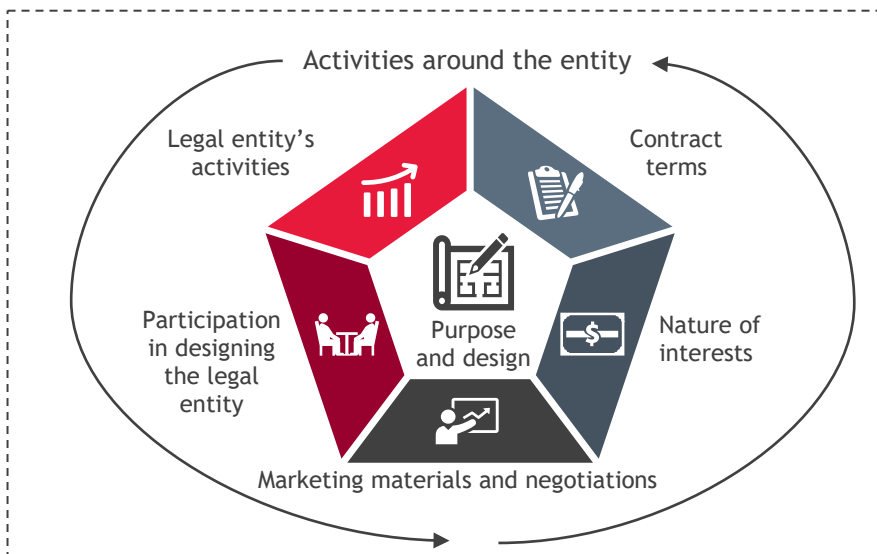 Activities around the entity
Legal entity’s
activities
Contract
terms
Purpose
and design
Participation
in designing
the legal
entity
$
Nature of
interests
Marketing materials and negotiations